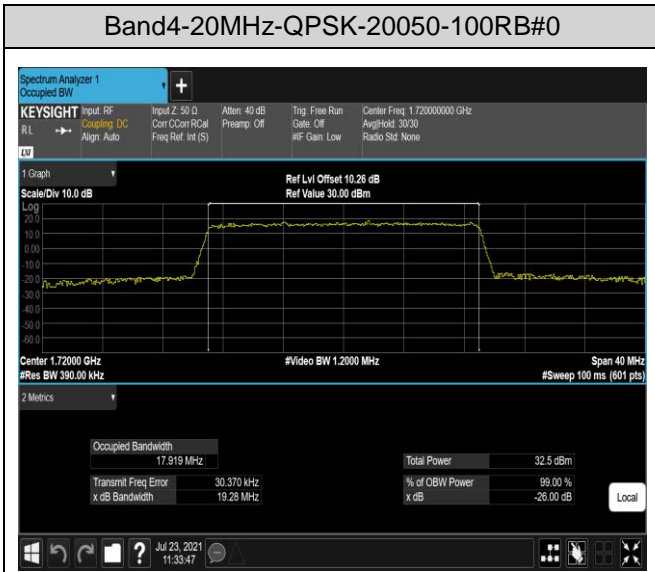 Band4-20MHz-QPSK-20050-100RB#0
Spectrum Analyzer 1
Occupied BW
+
KEYSIGHT Input: RF Input Z: 50 Ω Atten: 40 dB Trig: Free Run Center Freq: 1.720000000 GHz
RL Coupling: DC Corr CCorr RCal Preamp: Off Gate: Off Avg|Hold: 30/30
Align: Auto Freq Ref: Int (S) #IF Gain: Low Radio Std: None
LXI
1 Graph
Ref Lvl Offset 10.26 dB
Scale/Div 10.0 dB Ref Value 30.00 dBm
Log
20.0
10.0
0.00
-10.0
-20.0
-30.0
-40.0
-50.0
-60.0
Center 1.72000 GHz #Video BW 1.2000 MHz Span 40 MHz
#Res BW 390.00 kHz #Sweep 100 ms (601 pts)
2 Metrics
Occupied Bandwidth
17.919 MHz Total Power 32.5 dBm
Transmit Freq Error 30.370 kHz % of OBW Power 99.00 %
x dB Bandwidth 19.28 MHz x dB -26.00 dB
Local
? Jul 23, 2021
11:33:47